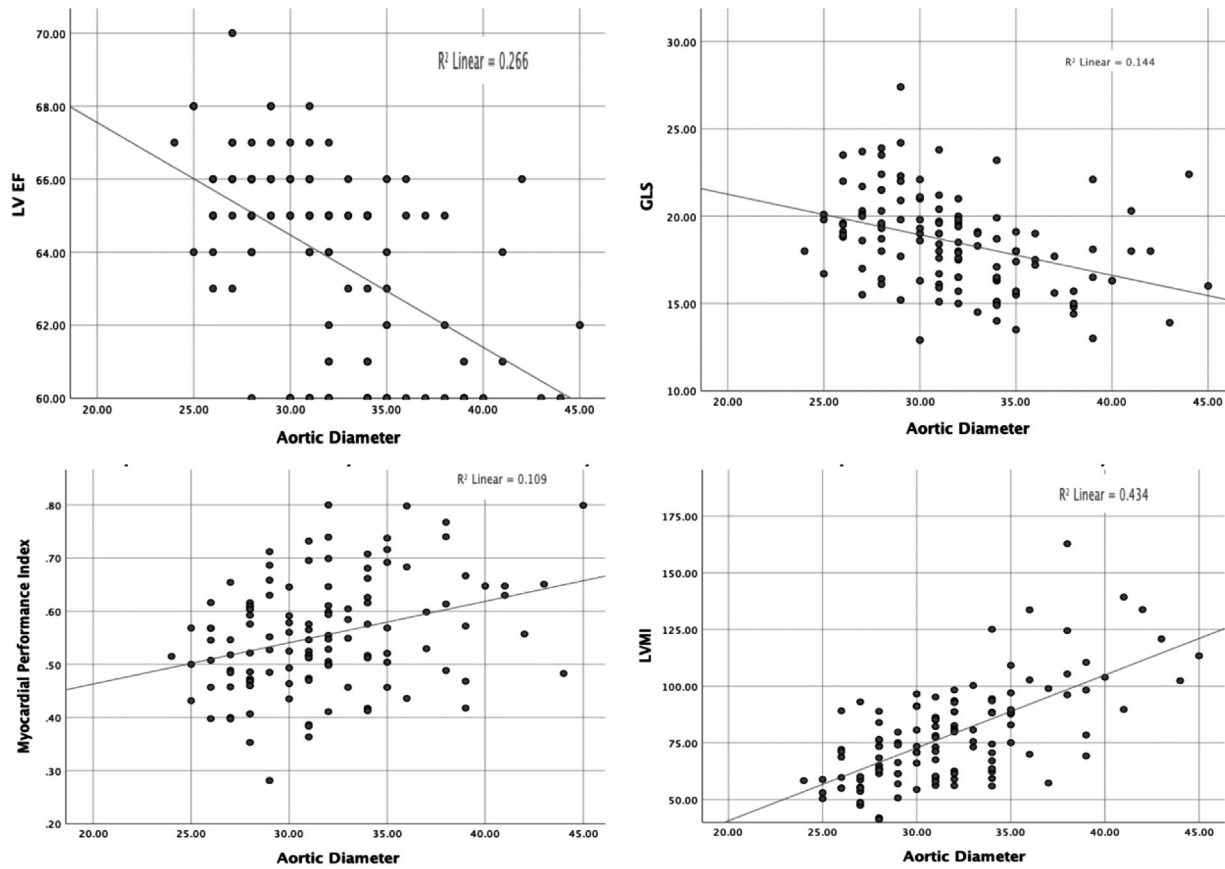 R² Linear = 0.266
70.00
68.00
66.00
64.00
62.00
60.00
LV EF
20.00 25.00 30.00 35.00 40.00 45.00
Aortic Diameter
R² Linear = 0.144
30.00
25.00
20.00
15.00
10.00
GLS
20.00 25.00 30.00 35.00 40.00 45.00
Aortic Diameter
R² Linear = 0.109
.80
.70
.60
.50
.40
.20
Myocardial Performance Index
20.00 25.00 30.00 35.00 40.00 45.00
Aortic Diameter
R² Linear = 0.434
175.00
150.00
125.00
100.00
75.00
50.00
LVMI
20.00 25.00 30.00 35.00 40.00 45.00
Aortic Diameter